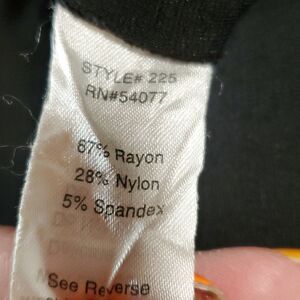 STYLE# 225
RN#54077
67% Rayon
28% Nylon
5% Spandex
See Reverse